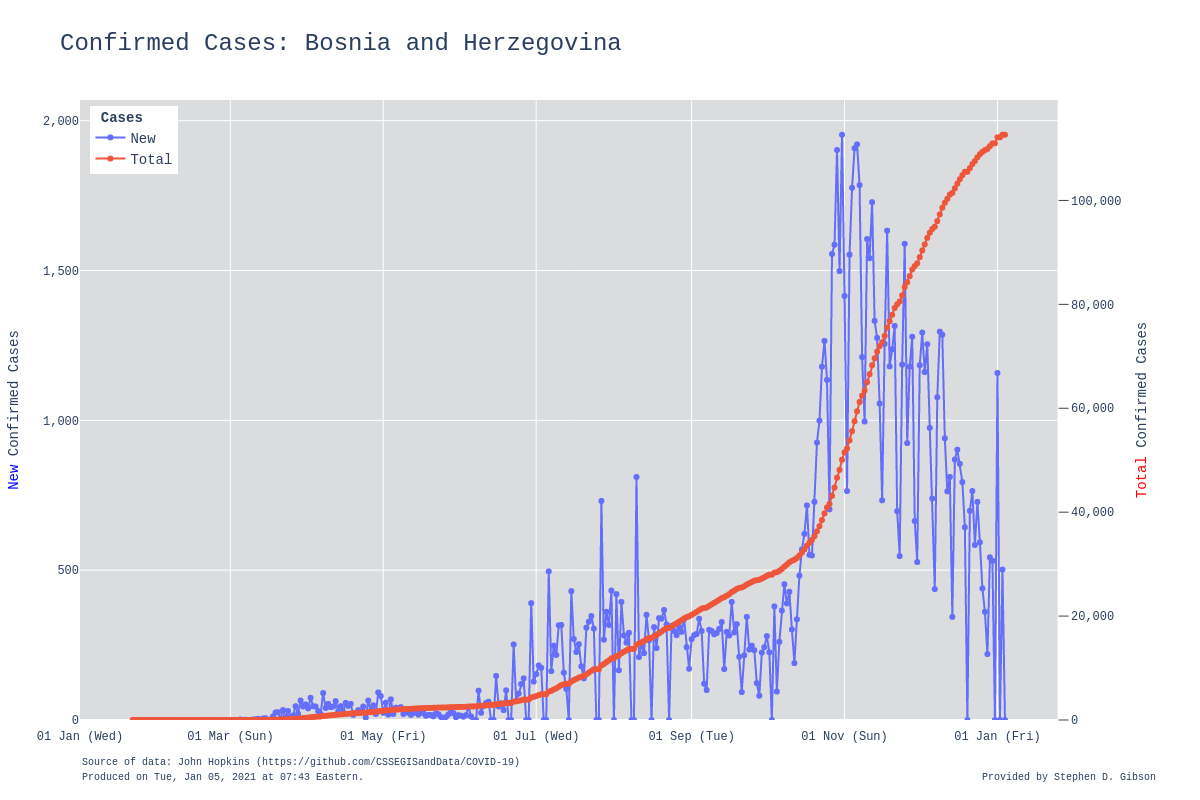 Confirmed Cases: Bosnia and Herzegovina
Cases
New
Total
2,000
1,500
1,000
500
0
100,000
80,000
60,000
40,000
20,000
0
New Confirmed Cases
Total Confirmed Cases
01 Jan (Wed) 01 Mar (Sun) 01 May (Fri) 01 Jul (Wed) 01 Sep (Tue) 01 Nov (Sun) 01 Jan (Fri)
Source of data: John Hopkins (https://github.com/CSSEGISandData/COVID-19)
Produced on Tue, Jan 05, 2021 at 07:43 Eastern.
Provided by Stephen D. Gibson